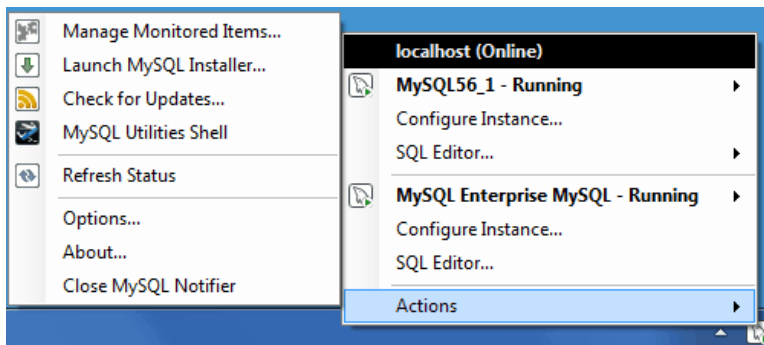 Manage Monitored Items...
Launch MySQL Installer...
Check for Updates...
MySQL Utilities Shell
Refresh Status
Options...
About...
Close MySQL Notifier
localhost (Online)
MySQL56_1 - Running
Configure Instance...
SQL Editor...
MySQL Enterprise MySQL - Running
Configure Instance...
SQL Editor...
Actions